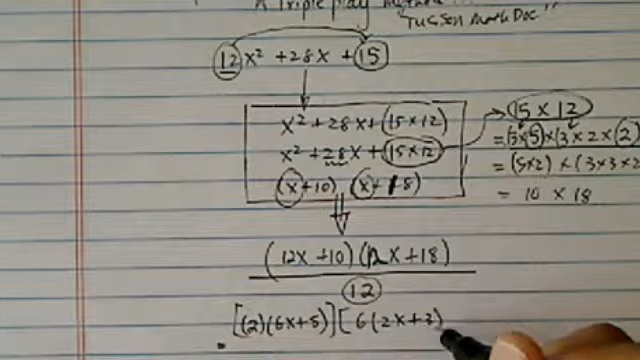 A Triple play method
"Tucson Math Doc"
12x² + 28x + 15
x² + 28x + (15 x 12)
x² + 28x + (15 x 12)
(x + 10) (x + 18)
15 x 12
= (3 x 5) x (3 x 2 x 2)
= (5 x 2) x (3 x 3 x 2
= 10 x 18
(12x + 10) (12x + 18)
12
[(2)(6x + 5)] [6(2x + 3)